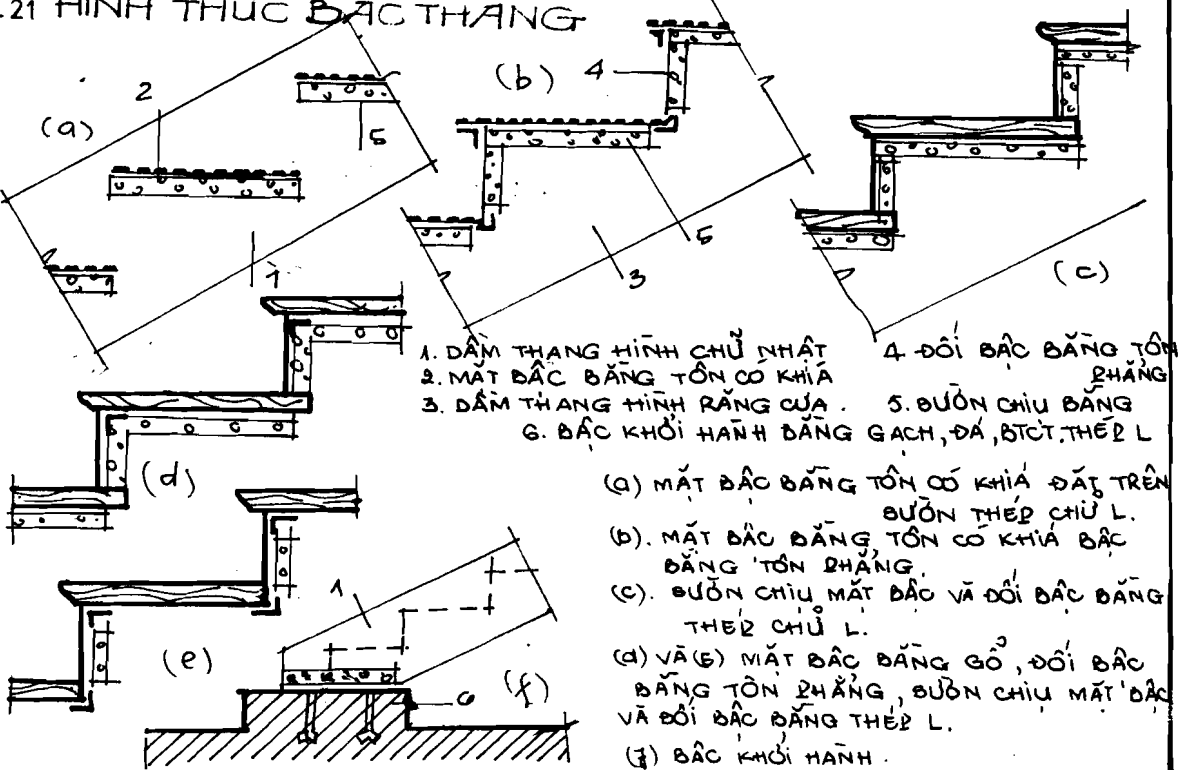 .21 HÌNH THỨC BẬC THANG
(a)
2
5
1
(b)
4
5
3
(c)
(d)
(e)
1
6
(f)
1. DẦM THANG HÌNH CHỮ NHẬT
2. MẶT BẬC BẰNG TÔN CÓ KHÍA
3. DẦM THANG HÌNH RĂNG CƯA.
4. ĐỐI BẬC BẰNG TÔN
PHẲNG
5. SƯỜN CHỊU BẰNG
6. BẬC KHỞI HÀNH BẰNG GẠCH, ĐÁ, BTCT. THÉP L
(a) MẶT BẬC BẰNG TÔN CÓ KHÍA ĐẶT TRÊN
SƯỜN THÉP CHỮ L.
(b). MẶT BẬC BẰNG TÔN CÓ KHÍA BẬC
BẰNG TÔN PHẲNG.
(c). SƯỜN CHỊU MẶT BẬC VÀ ĐỐI BẬC BẰNG
THÉP CHỮ L.
(d) VÀ (E) MẶT BẬC BẰNG GỖ, ĐỐI BẬC
BẰNG TÔN PHẲNG, SƯỜN CHỊU MẶT BẬC
VÀ ĐỐI BẬC BẰNG THÉP L.
(f) BẬC KHỞI HÀNH.